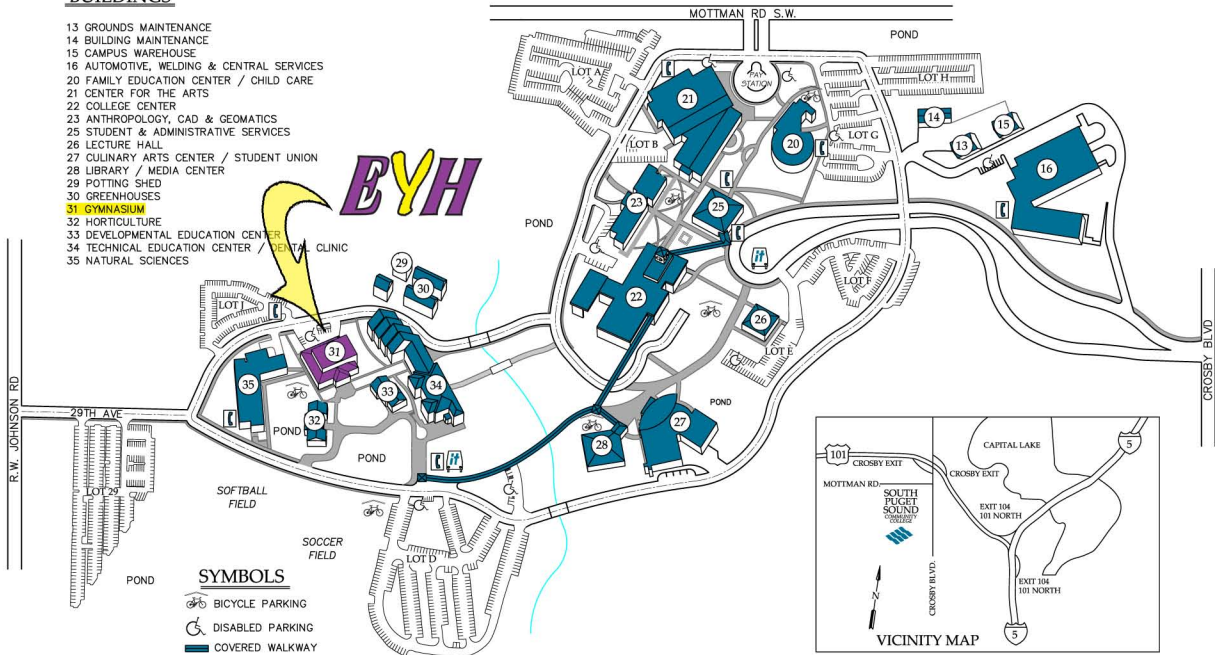 BUILDINGS
13 GROUNDS MAINTENANCE
14 BUILDING MAINTENANCE
15 CAMPUS WAREHOUSE
16 AUTOMOTIVE, WELDING & CENTRAL SERVICES
20 FAMILY EDUCATION CENTER / CHILD CARE
21 CENTER FOR THE ARTS
22 COLLEGE CENTER
23 ANTHROPOLOGY, CAD & GEOMATICS
25 STUDENT & ADMINISTRATIVE SERVICES
26 LECTURE HALL
27 CULINARY ARTS CENTER / STUDENT UNION
28 LIBRARY / MEDIA CENTER
29 POTTING SHED
30 GREENHOUSES
31 GYMNASIUM
32 HORTICULTURE
33 DEVELOPMENTAL EDUCATION CENTER
34 TECHNICAL EDUCATION CENTER / DENTAL CLINIC
35 NATURAL SCIENCES
EYH
MOTTMAN RD S.W.
POND
LOT A
PAY
STATION
LOT H
21
14
15
LOT G
13
LOT B
20
16
23
25
POND
it
29
LOT F
30
22
LOT J
26
31
LOT E
35
33
34
POND
27
32
29TH AVE
POND
28
R.W. JOHNSON RD
CROSBY BLVD
POND
it
LOT 29
SOFTBALL
FIELD
SOCCER
FIELD
LOT D
POND
SYMBOLS
BICYCLE PARKING
DISABLED PARKING
COVERED WALKWAY
CAPITAL LAKE
5
101
CROSBY EXIT
CROSBY EXIT
MOTTMAN RD.
SOUTH
PUGET
SOUND
COMMUNITY
COLLEGE
EXIT 104
101 NORTH
N
CROSBY BLVD.
EXIT 104
101 NORTH
5
VICINITY MAP